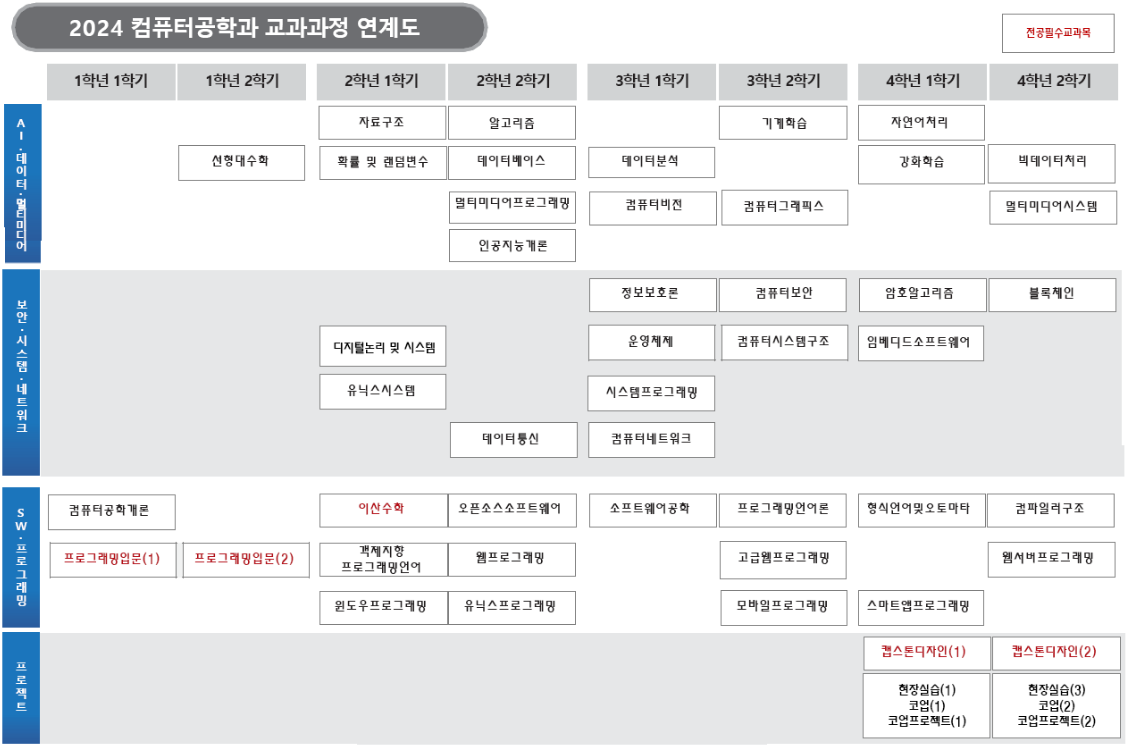 2024 컴퓨터공학과 교과과정 연계도
전공필수교과목
1학년 1학기 1학년 2학기 2학년 1학기 2학년 2학기 3학년 1학기 3학년 2학기 4학년 1학기 4학년 2학기
AI·데이터·멀티미디어
자료구조 알고리즘 기계학습 자연어처리
선형대수학 확률 및 랜덤변수 데이터베이스 데이터분석 강화학습 빅데이터처리
멀티미디어프로그래밍 컴퓨터비전 컴퓨터그래픽스 멀티미디어시스템
인공지능개론
보안·시스템·네트워크
정보보호론 컴퓨터보안 암호알고리즘 블록체인
디지털논리 및 시스템 운영체제 컴퓨터시스템구조 임베디드소프트웨어
유닉스시스템 시스템프로그래밍
데이터통신 컴퓨터네트워크
SW·프로그래밍
컴퓨터공학개론 이산수학 오픈소스소프트웨어 소프트웨어공학 프로그래밍언어론 형식언어및오토마타 컴파일러구조
프로그래밍입문(1) 프로그래밍입문(2) 객체지향
프로그래밍언어 웹프로그래밍 고급웹프로그래밍 웹서버프로그래밍
윈도우프로그래밍 유닉스프로그래밍 모바일프로그래밍 스마트앱프로그래밍
프로젝트
캡스톤디자인(1) 캡스톤디자인(2)
현장실습(1) 현장실습(3)
코업(1) 코업(2)
코업프로젝트(1) 코업프로젝트(2)